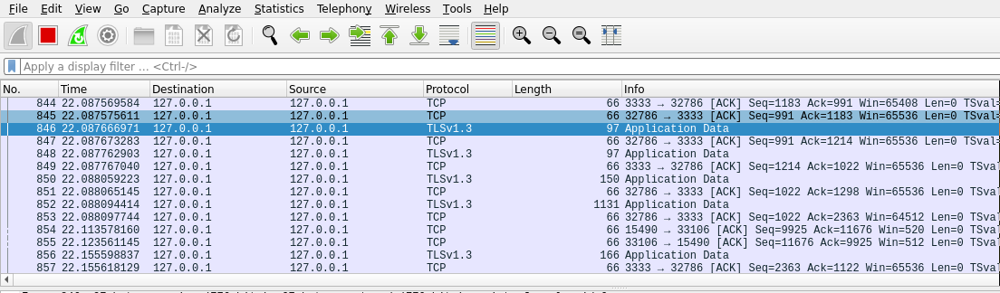 File Edit View Go Capture Analyze Statistics Telephony Wireless Tools Help
Apply a display filter ... <Ctrl-/>
No. Time Destination Source Protocol Length Info
844 22.087569584 127.0.0.1 127.0.0.1 TCP 66 3333 → 32786 [ACK] Seq=1183 Ack=991 Win=65408 Len=0 TSval=
845 22.087575611 127.0.0.1 127.0.0.1 TCP 66 32786 → 3333 [ACK] Seq=991 Ack=1183 Win=65536 Len=0 TSval=
846 22.087666971 127.0.0.1 127.0.0.1 TLSv1.3 97 Application Data
847 22.087673283 127.0.0.1 127.0.0.1 TCP 66 32786 → 3333 [ACK] Seq=991 Ack=1214 Win=65536 Len=0 TSval=
848 22.087762903 127.0.0.1 127.0.0.1 TLSv1.3 97 Application Data
849 22.087767040 127.0.0.1 127.0.0.1 TCP 66 3333 → 32786 [ACK] Seq=1214 Ack=1022 Win=65536 Len=0 TSval
850 22.088059223 127.0.0.1 127.0.0.1 TLSv1.3 150 Application Data
851 22.088065145 127.0.0.1 127.0.0.1 TCP 66 32786 → 3333 [ACK] Seq=1022 Ack=1298 Win=65536 Len=0 TSval
852 22.088094414 127.0.0.1 127.0.0.1 TLSv1.3 1131 Application Data
853 22.088097744 127.0.0.1 127.0.0.1 TCP 66 32786 → 3333 [ACK] Seq=1022 Ack=2363 Win=64512 Len=0 TSval
854 22.113578160 127.0.0.1 127.0.0.1 TCP 66 15490 → 33106 [ACK] Seq=9925 Ack=11676 Win=520 Len=0 TSval
855 22.123561145 127.0.0.1 127.0.0.1 TCP 66 33106 → 15490 [ACK] Seq=11676 Ack=9925 Win=512 Len=0 TSval
856 22.155598837 127.0.0.1 127.0.0.1 TLSv1.3 166 Application Data
857 22.155618129 127.0.0.1 127.0.0.1 TCP 66 3333 → 32786 [ACK] Seq=2363 Ack=1122 Win=65536 Len=0 TSval